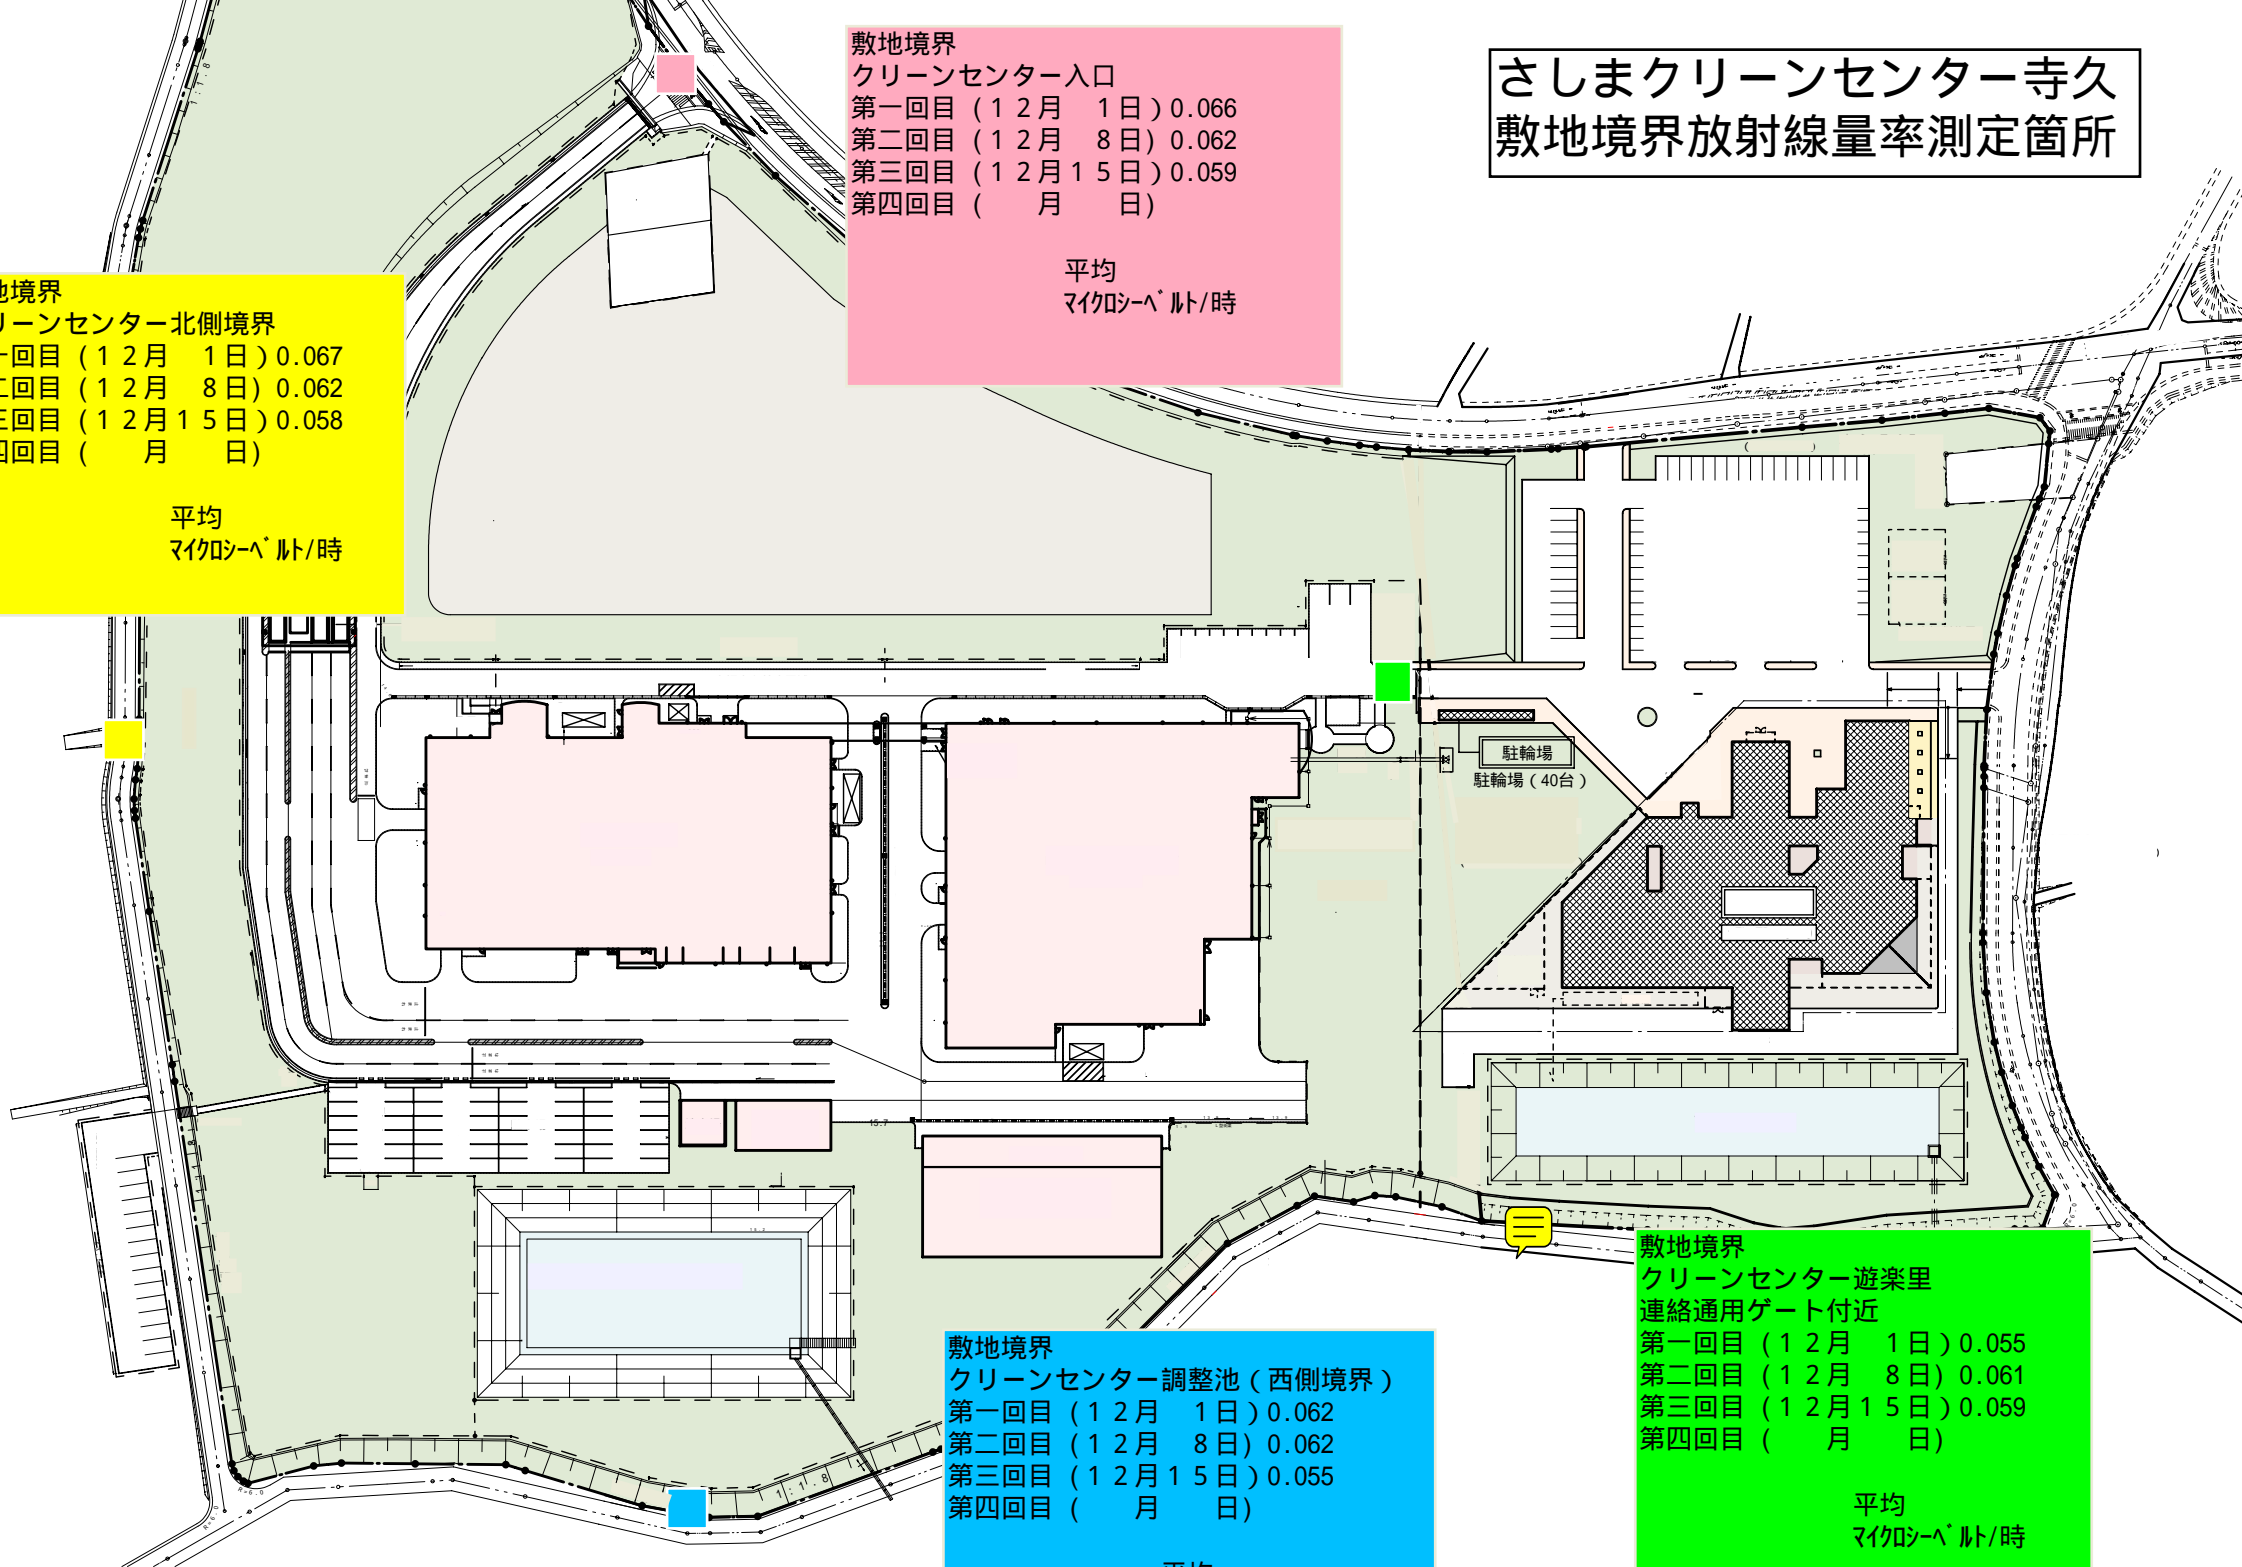 さしまクリーンセンター寺久
敷地境界放射線量率測定箇所
敷地境界
クリーンセンター入口
第一回目（１２月　１日）0.066
第二回目（１２月　８日）0.062
第三回目（１２月１５日）0.059
第四回目（　　月　　日）
平均
マイクロシーベルト/時
地境界
リーンセンター北側境界
一回目（１２月　１日）0.067
二回目（１２月　８日）0.062
三回目（１２月１５日）0.058
四回目（　　月　　日）
平均
マイクロシーベルト/時
駐輪場
駐輪場（40台）
15.7
敷地境界
クリーンセンター遊楽里
連絡通用ゲート付近
第一回目（１２月　１日）0.055
第二回目（１２月　８日）0.061
第三回目（１２月１５日）0.059
第四回目（　　月　　日）
平均
マイクロシーベルト/時
敷地境界
クリーンセンター調整池（西側境界）
第一回目（１２月　１日）0.062
第二回目（１２月　８日）0.062
第三回目（１２月１５日）0.055
第四回目（　　月　　日）
平均
1:1.8
R=6.0